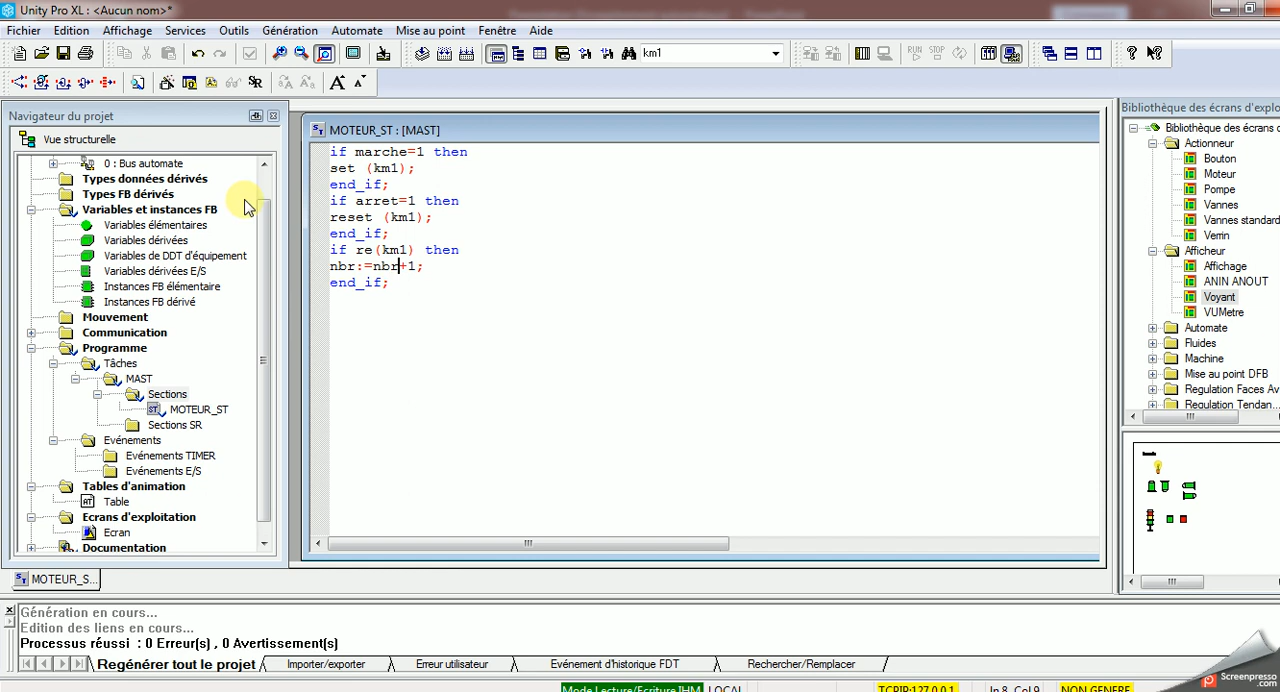 Unity Pro XL : <Aucun nom>*
Fichier Edition Affichage Services Outils Génération Automate Mise au point Fenêtre Aide
km1
RUN STOP
SR A A A A
Navigateur du projet
Vue structurelle
0 : Bus automate
Types données dérivés
Types FB dérivés
Variables et instances FB
Variables élémentaires
Variables dérivées
Variables de DDT d'équipement
Variables dérivées E/S
Instances FB élémentaire
Instances FB dérivé
Mouvement
Communication
Programme
Tâches
MAST
Sections
MOTEUR_ST
Sections SR
Evénements
Evénements TIMER
Evénements E/S
Tables d'animation
Table
Ecrans d'exploitation
Ecran
Documentation
MOTEUR_S...
MOTEUR_ST : [MAST]
if marche=1 then
set (km1);
end_if;
if arret=1 then
reset (km1);
end_if;
if re(km1) then
nbr:=nbr+1;
end_if;
Bibliothèque des écrans d'explo
Bibliothèque des écrans d
Actionneur
Bouton
Moteur
Pompe
Vannes
Vannes standard
Verrin
Afficheur
Affichage
ANIN ANOUT
Voyant
VUMetre
Automate
Fluides
Machine
Mise au point DFB
Regulation Faces Av
Regulation Tendan...
Génération en cours...
Edition des liens en cours...
Processus réussi : 0 Erreur(s) , 0 Avertissement(s)
Regénérer tout le projet Importer/exporter Erreur utilisateur Evénement d'historique FDT Rechercher/Remplacer
Mode Lecture/Ecriture IHM LOCAL TCPIP:127.0.0.1 ln 8, Col 9 NON GENERE
Screenpresso
.com